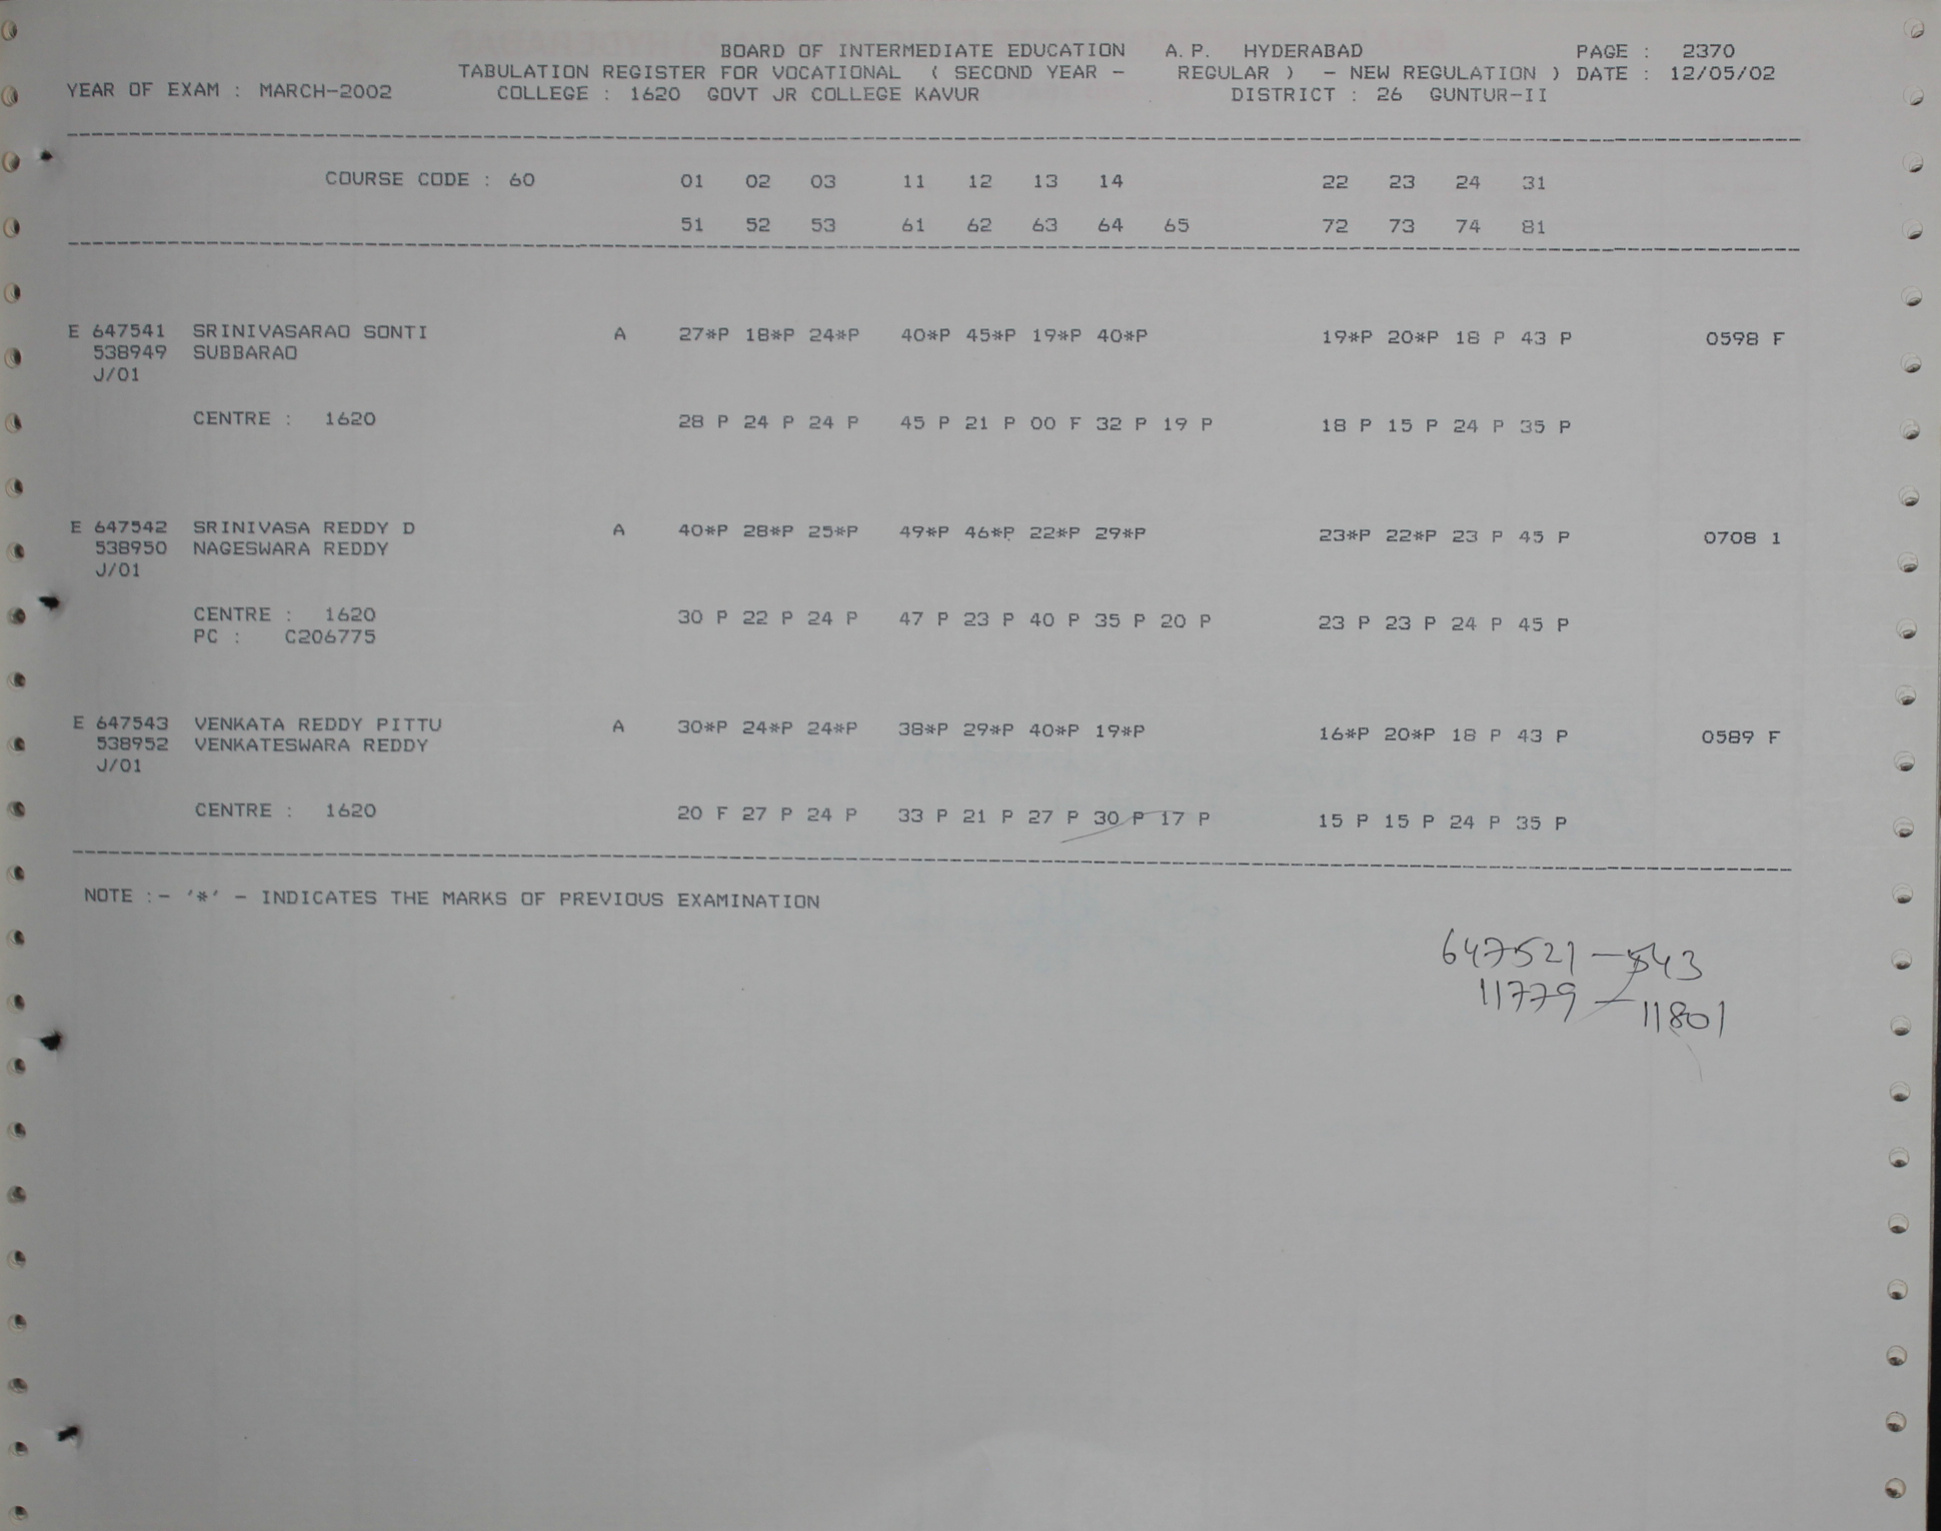 BOARD OF INTERMEDIATE EDUCATION A.P. HYDERABAD PAGE : 2370
TABULATION REGISTER FOR VOCATIONAL ( SECOND YEAR - REGULAR ) - NEW REGULATION ) DATE : 12/05/02
YEAR OF EXAM : MARCH-2002 COLLEGE : 1620 GOVT JR COLLEGE KAVUR DISTRICT : 26 GUNTUR-II
COURSE CODE : 60 01 02 03 11 12 13 14 22 23 24 31
51 52 53 61 62 63 64 65 72 73 74 81
E 647541 SRINIVASARAO SONTI A 27*P 18*P 24*P 40*P 45*P 19*P 40*P 19*P 20*P 18 P 43 P 0598 F
538949 SUBBARAO
J/01
CENTRE : 1620 28 P 24 P 24 P 45 P 21 P 00 F 32 P 19 P 18 P 15 P 24 P 35 P
E 647542 SRINIVASA REDDY D A 40*P 28*P 25*P 49*P 46*P 22*P 29*P 23*P 22*P 23 P 45 P 0708 1
538950 NAGESWARA REDDY
J/01
CENTRE : 1620 30 P 22 P 24 P 47 P 23 P 40 P 35 P 20 P 23 P 23 P 24 P 45 P
PC : C206775
E 647543 VENKATA REDDY PITTU A 30*P 24*P 24*P 38*P 29*P 40*P 19*P 16*P 20*P 18 P 43 P 0589 F
538952 VENKATESWARA REDDY
J/01
CENTRE : 1620 20 F 27 P 24 P 33 P 21 P 27 P 30 P 17 P 15 P 15 P 24 P 35 P
NOTE :- '*' - INDICATES THE MARKS OF PREVIOUS EXAMINATION
647521 - 543
11779 - 11801